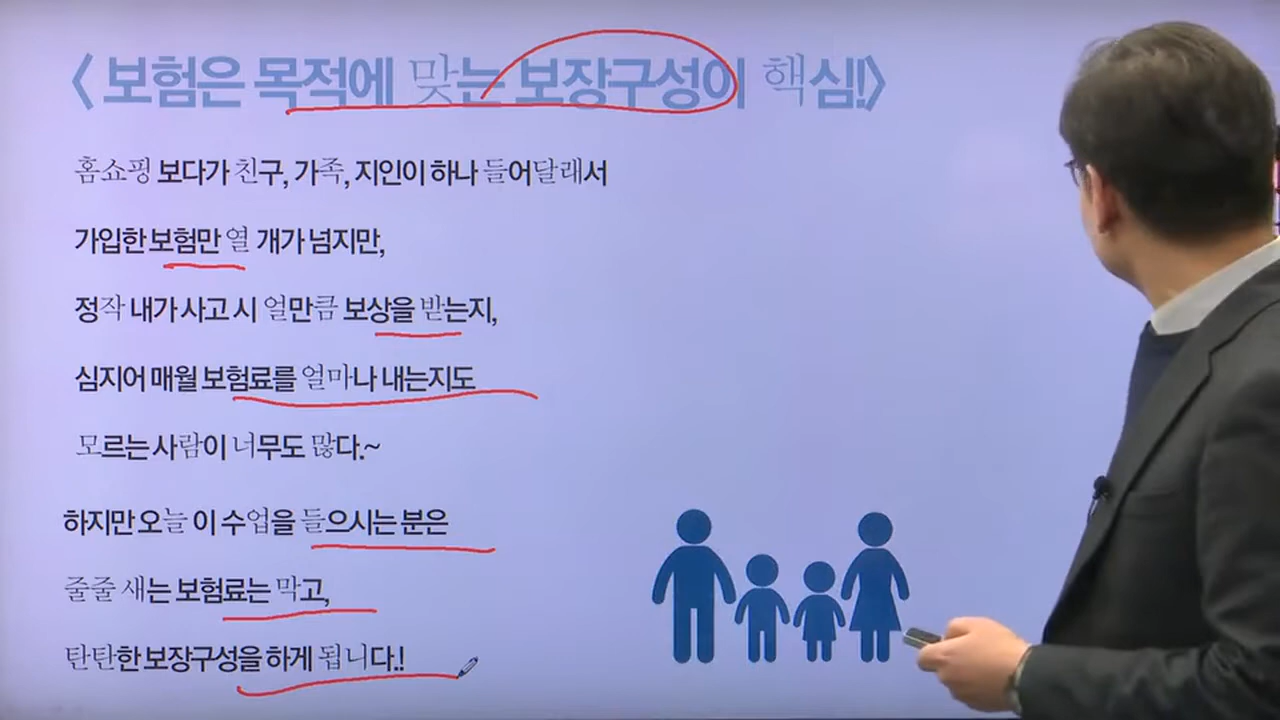 〈 보험은 목적에 맞는 보장구성이 핵심!〉
홈쇼핑 보다가 친구, 가족, 지인이 하나 들어달래서
가입한 보험만 열 개가 넘지만,
정작 내가 사고 시 얼만큼 보상을 받는지,
심지어 매월 보험료를 얼마나 내는지도
모르는 사람이 너무도 많다.~
하지만 오늘 이 수업을 들으시는 분은
줄줄 새는 보험료는 막고,
탄탄한 보장구성을 하게 됩니다.!